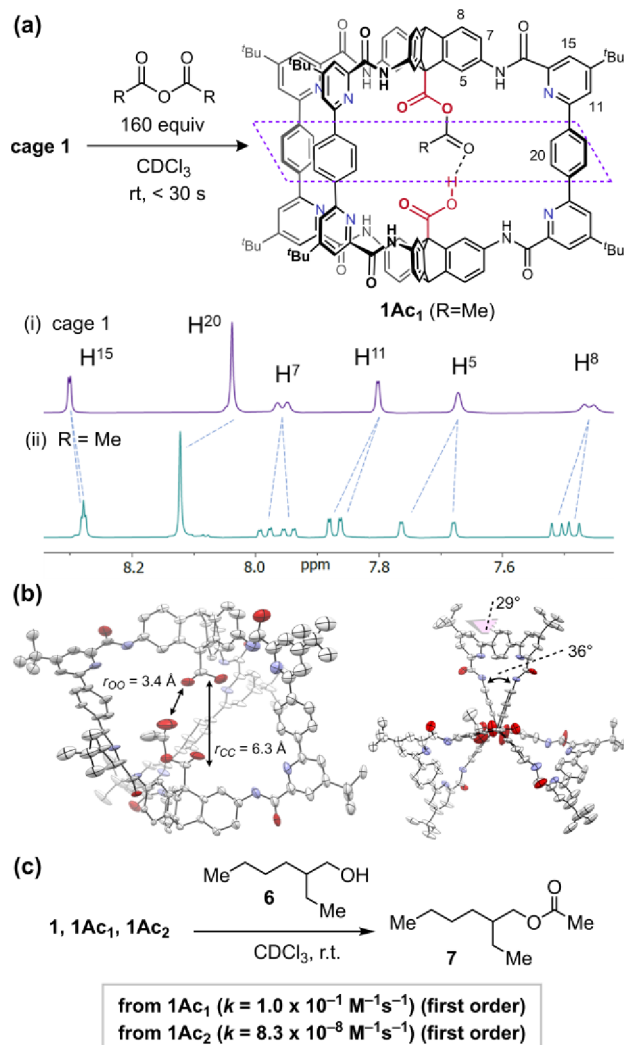 (a)
O O
R O R
160 equiv
cage 1
CDCl3
rt, < 30 s
8
7
5
15
11
20
tBu
tBu
tBu
tBu
tBu
tBu
O
N
NH
O
O
R
O
H
O
O
1Ac1 (R=Me)
(i) cage 1
H15
H20
H7
H11
H5
H8
(ii) R = Me
8.2
8.0
ppm
7.8
7.6
(b)
rOO = 3.4 Å
rCC = 6.3 Å
29°
36°
(c)
Me
OH
6
Me
1, 1Ac1, 1Ac2
CDCl3, r.t.
Me
O
O
Me
7
Me
from 1Ac1 (k = 1.0 x 10−1 M−1s−1) (first order)
from 1Ac2 (k = 8.3 x 10−8 M−1s−1) (first order)